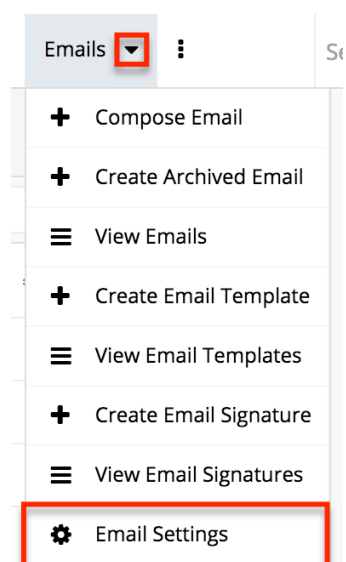 Emails
Se
Compose Email
Create Archived Email
View Emails
Create Email Template
View Email Templates
Create Email Signature
View Email Signatures
Email Settings